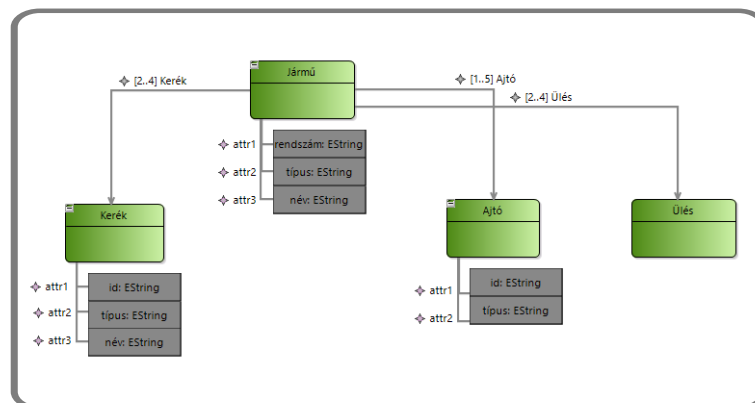 Jármű
[2..4] Kerék
[1..5] Ajtó
[2..4] Ülés
attr1
rendszám: EString
attr2
típus: EString
attr3
név: EString
Kerék
attr1
id: EString
attr2
típus: EString
attr3
név: EString
Ajtó
attr1
id: EString
attr2
típus: EString
Ülés